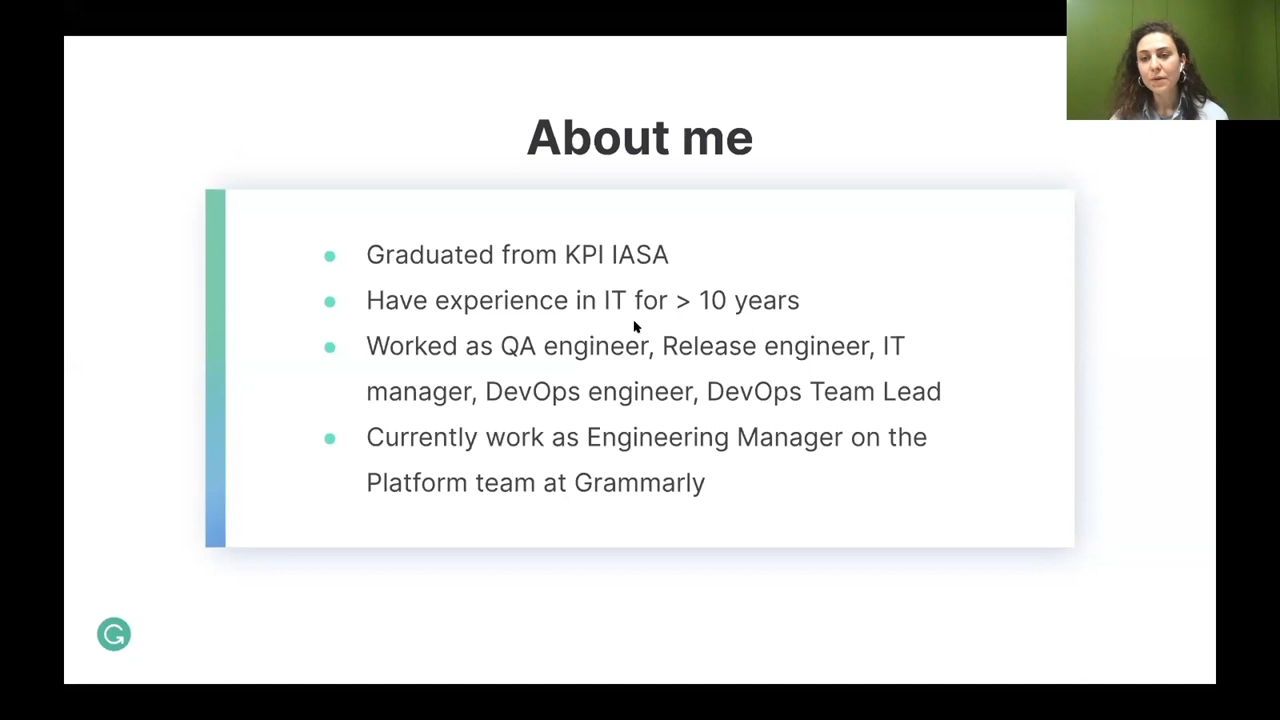 About me
Graduated from KPI IASA
Have experience in IT for > 10 years
Worked as QA engineer, Release engineer, IT
manager, DevOps engineer, DevOps Team Lead
Currently work as Engineering Manager on the
Platform team at Grammarly